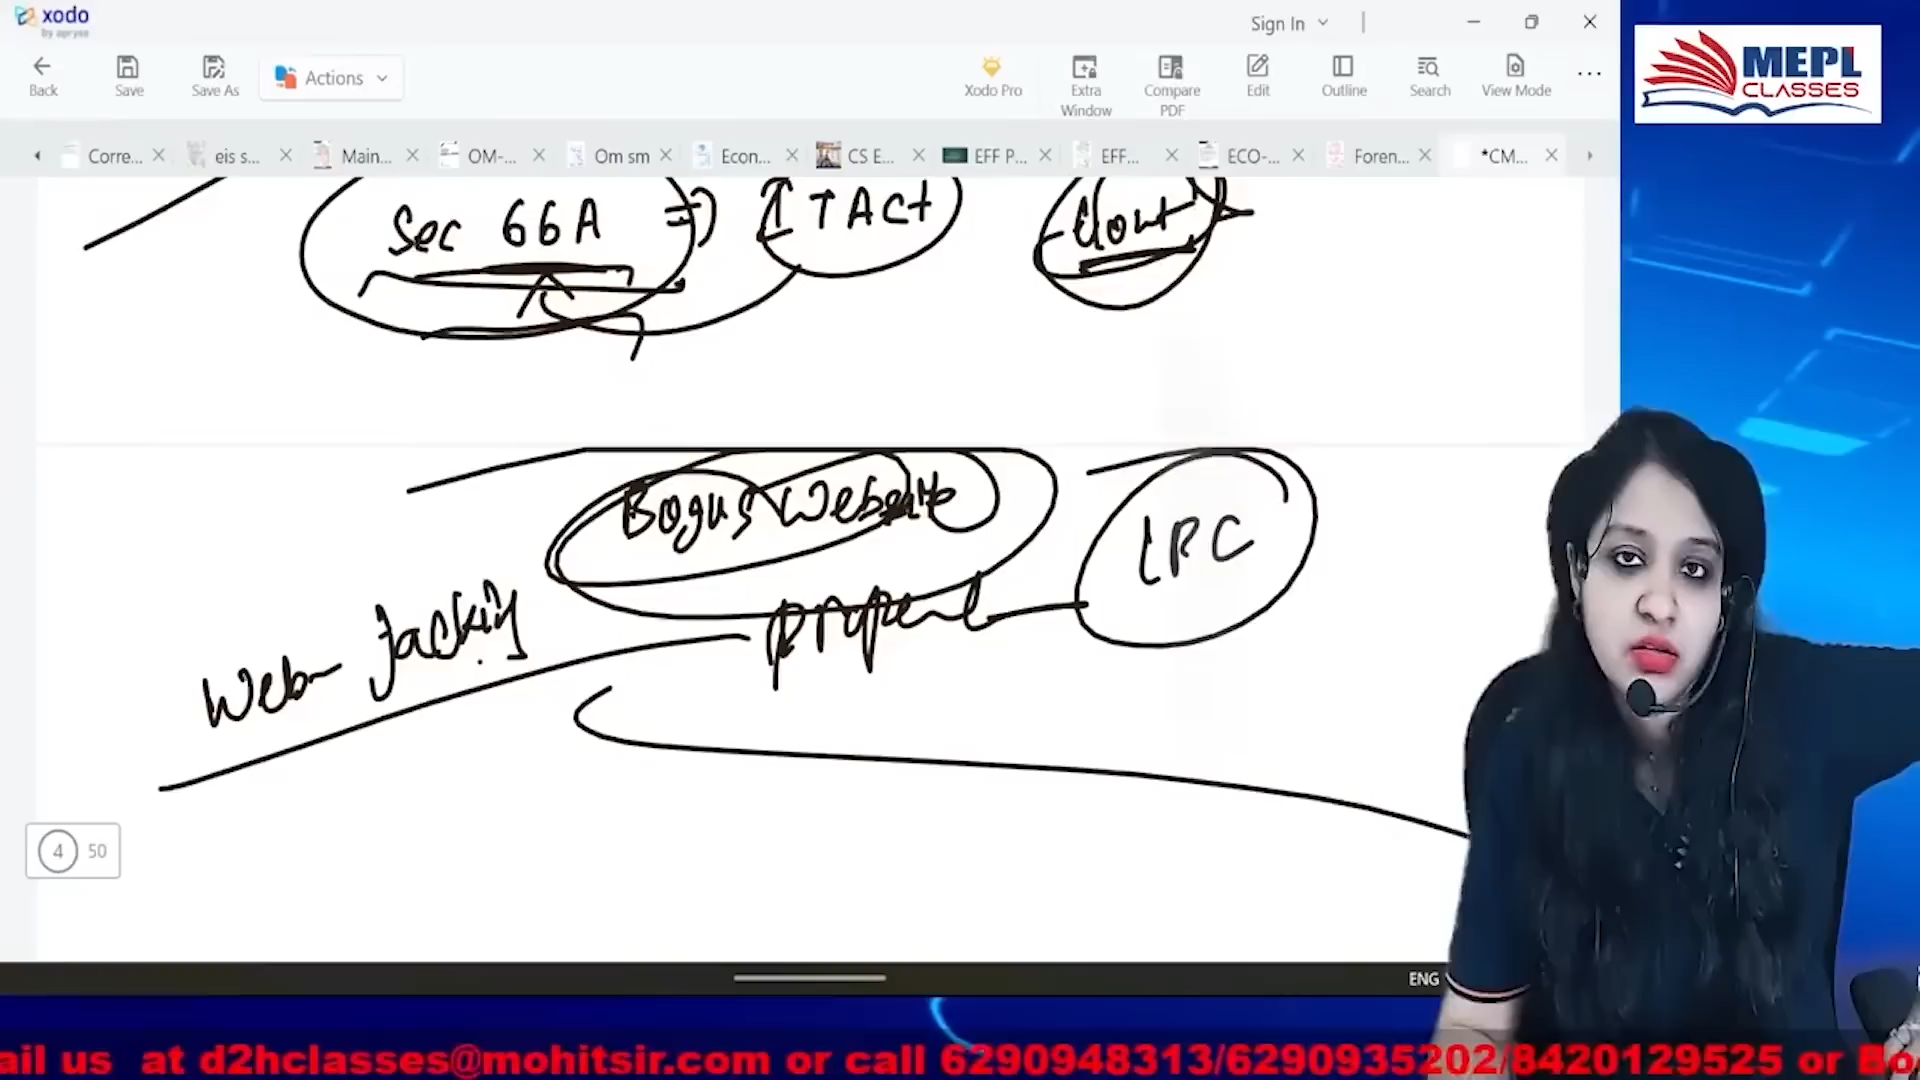 xodo
by apryse
Sign In
Back
Save
Save As
Actions
Xodo Pro
Extra Window
Compare PDF
Edit
Outline
Search
View Mode
MEPL
CLASSES
Corre...
eis s...
Main...
OM-...
Om sm
Econ...
CS E...
EFF P...
EFF...
ECO-...
Foren...
*CM...
Sec 66A => IT Act
Bogus Website
IPC
Web-Jacking
4 50
ENG
ail us at d2hclasses@mohitsir.com or call 6290948313/6290935202/8420129525 or Bo